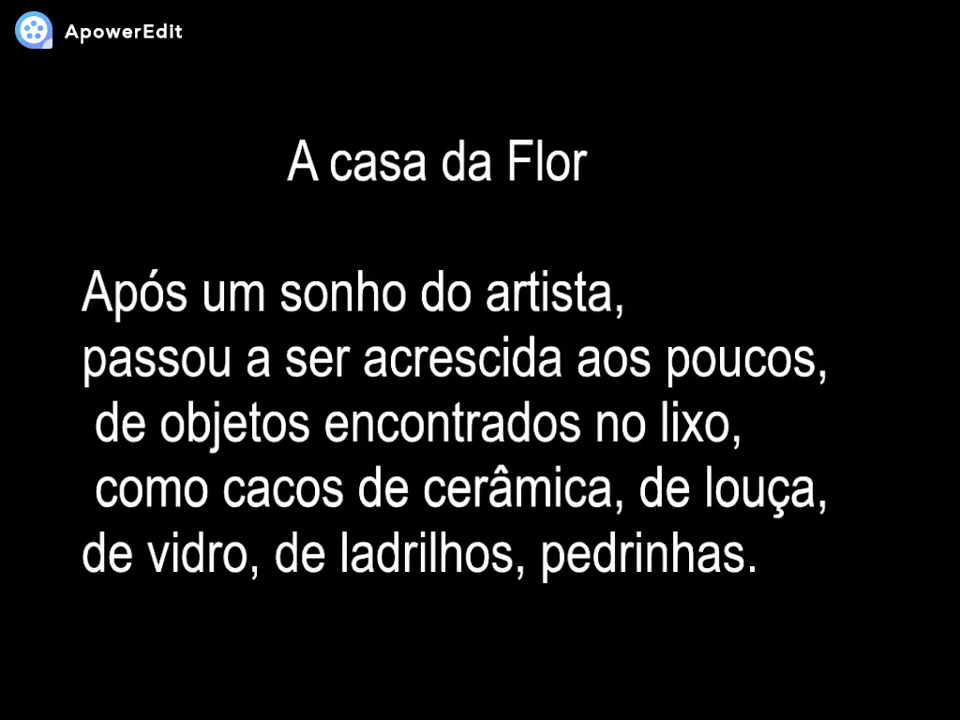 ApowerEdit
A casa da Flor
Após um sonho do artista,
passou a ser acrescida aos poucos,
de objetos encontrados no lixo,
como cacos de cerâmica, de louça,
de vidro, de ladrilhos, pedrinhas.